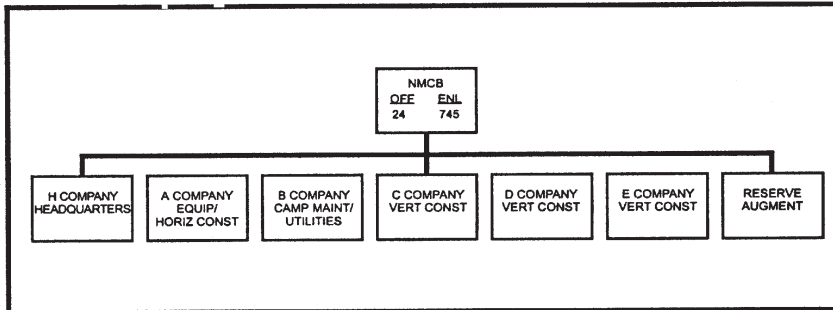 NMCB
OFF ENL
24 745
H COMPANY
HEADQUARTERS
A COMPANY
EQUIP/
HORIZ CONST
B COMPANY
CAMP MAINT/
UTILITIES
C COMPANY
VERT CONST
D COMPANY
VERT CONST
E COMPANY
VERT CONST
RESERVE
AUGMENT